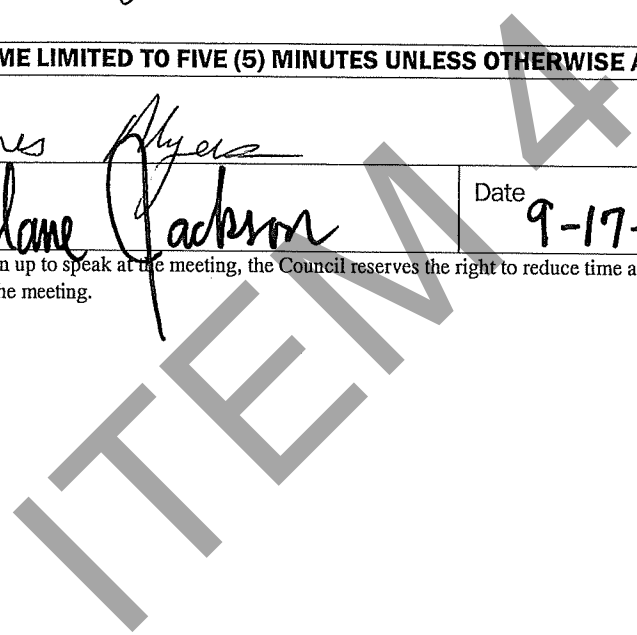 ME LIMITED TO FIVE (5) MINUTES UNLESS OTHERWISE A
Myers
lane Jackson
Date 9-17-
n up to speak at the meeting, the Council reserves the right to reduce time a
he meeting.
ITEM 4